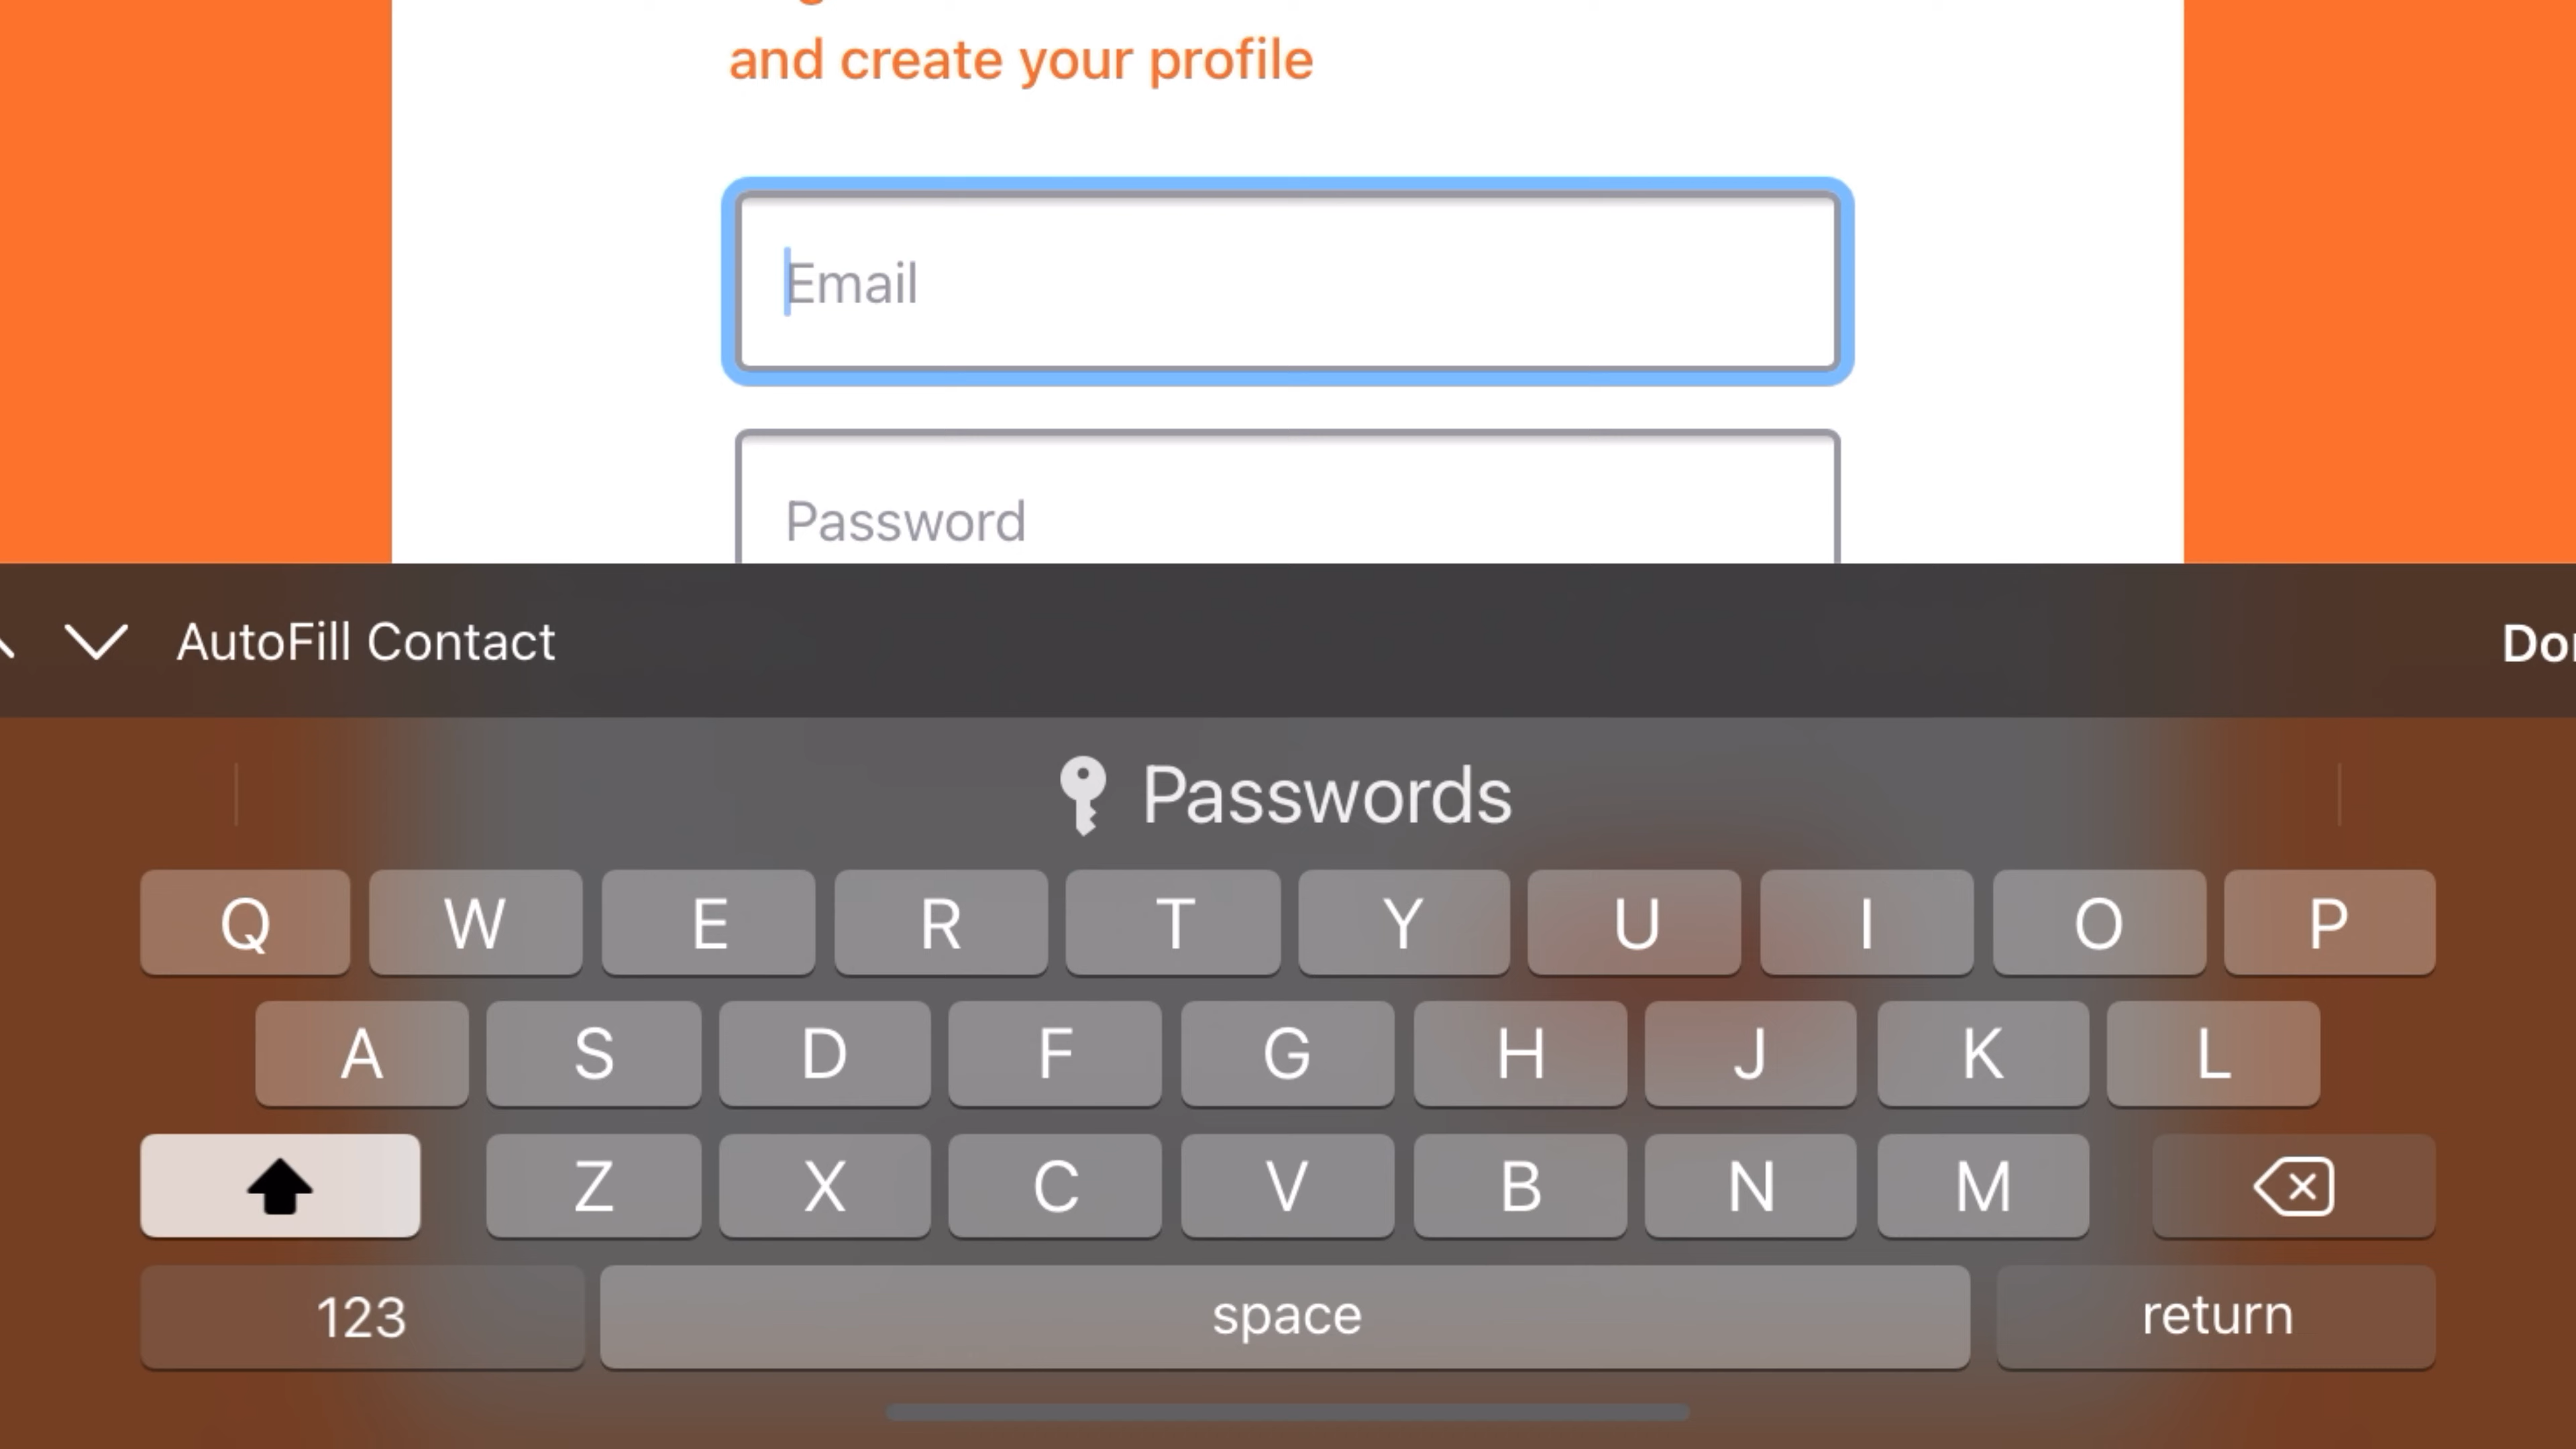 and create your profile
Email
Password
AutoFill Contact
Passwords
Q W E R T Y U I O P
A S D F G H J K L
Z X C V B N M
123 space return